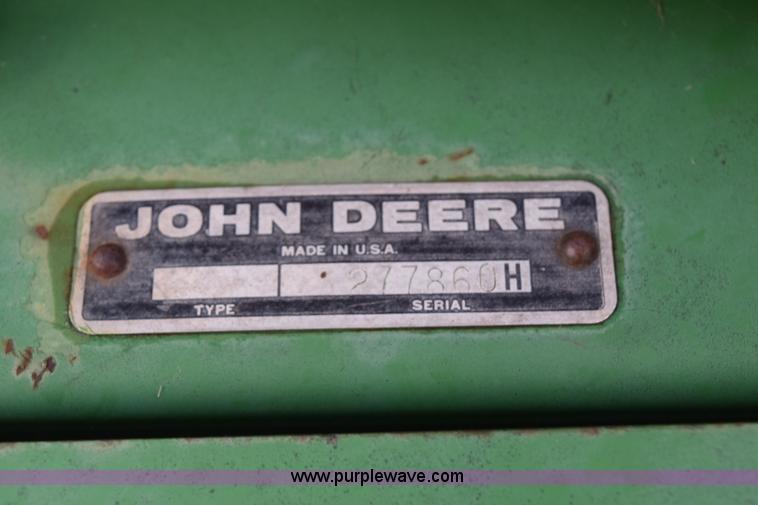 JOHN DEERE
MADE IN U.S.A.
277860H
TYPE SERIAL
www.purplewave.com